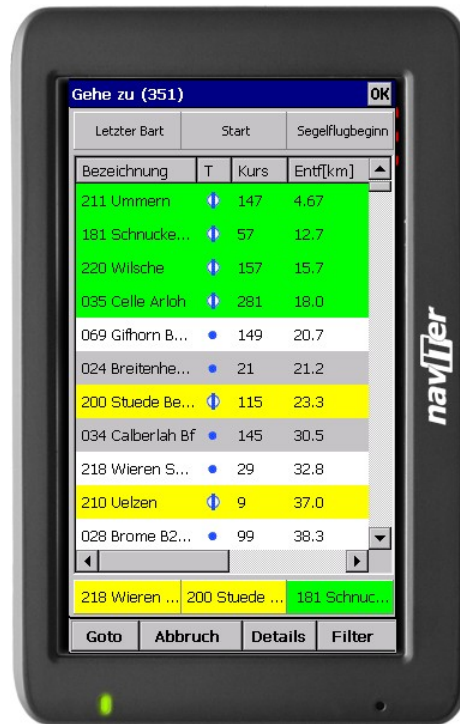 Gehe zu (351) OK
Letzter Bart Start Segelflugbeginn
Bezeichnung T Kurs Entf[km]
211 Ummern 147 4.67
181 Schnucke... 57 12.7
220 Wilsche 157 15.7
035 Celle Arloh 281 18.0
069 Gifhorn B... 149 20.7
024 Breitenhe... 21 21.2
200 Stuede Be... 115 23.3
034 Calberlah Bf 145 30.5
218 Wieren S... 29 32.8
210 Uelzen 9 37.0
028 Brome B2... 99 38.3
218 Wieren ... 200 Stuede ... 181 Schnuc...
Goto Abbruch Details Filter
naviter